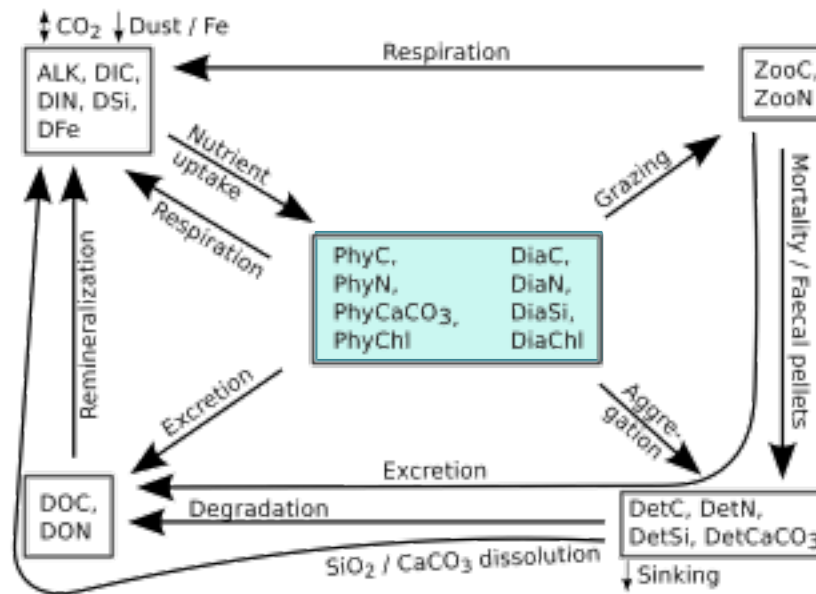 CO₂ Dust / Fe
Respiration
ALK, DIC,
DIN, DSi,
DFe
ZooC,
ZooN
Nutrient
uptake
Respiration
Grazing
Mortality / Faecal
pellets
PhyC, DiaC,
PhyN, DiaN,
PhyCaCO₃, DiaSi,
PhyChl DiaChl
Remineralization
Excretion
Aggre-
gation
Excretion
DOC,
DON
Degradation
DetC, DetN,
DetSi, DetCaCO₃
SiO₂ / CaCO₃ dissolution
Sinking